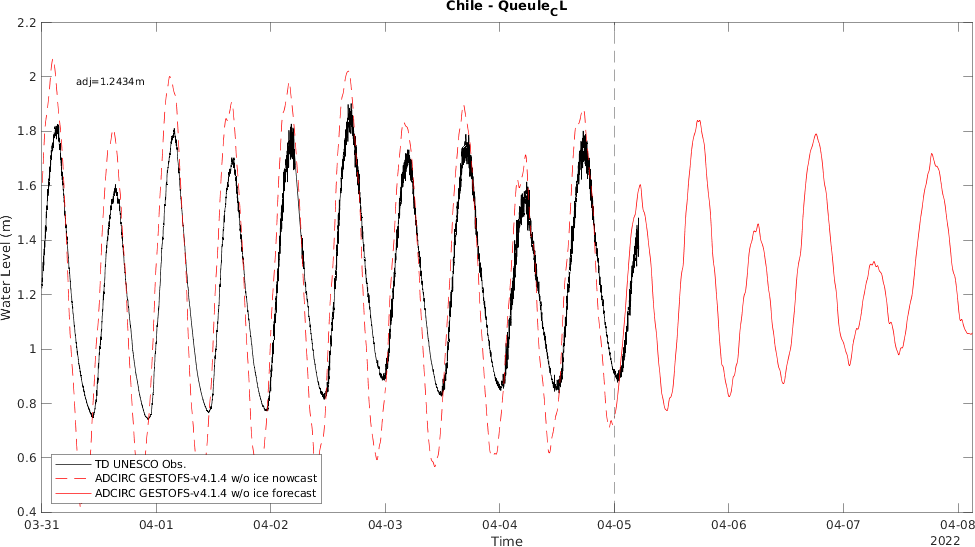 Chile - Queule_CL
2.2
2
1.8
1.6
1.4
1.2
1
0.8
0.6
0.4
Water Level (m)
adj=1.2434m
TD UNESCO Obs.
ADCIRC GESTOFS-v4.1.4 w/o ice nowcast
ADCIRC GESTOFS-v4.1.4 w/o ice forecast
03-31 04-01 04-02 04-03 04-04 04-05 04-06 04-07 04-08
Time
2022